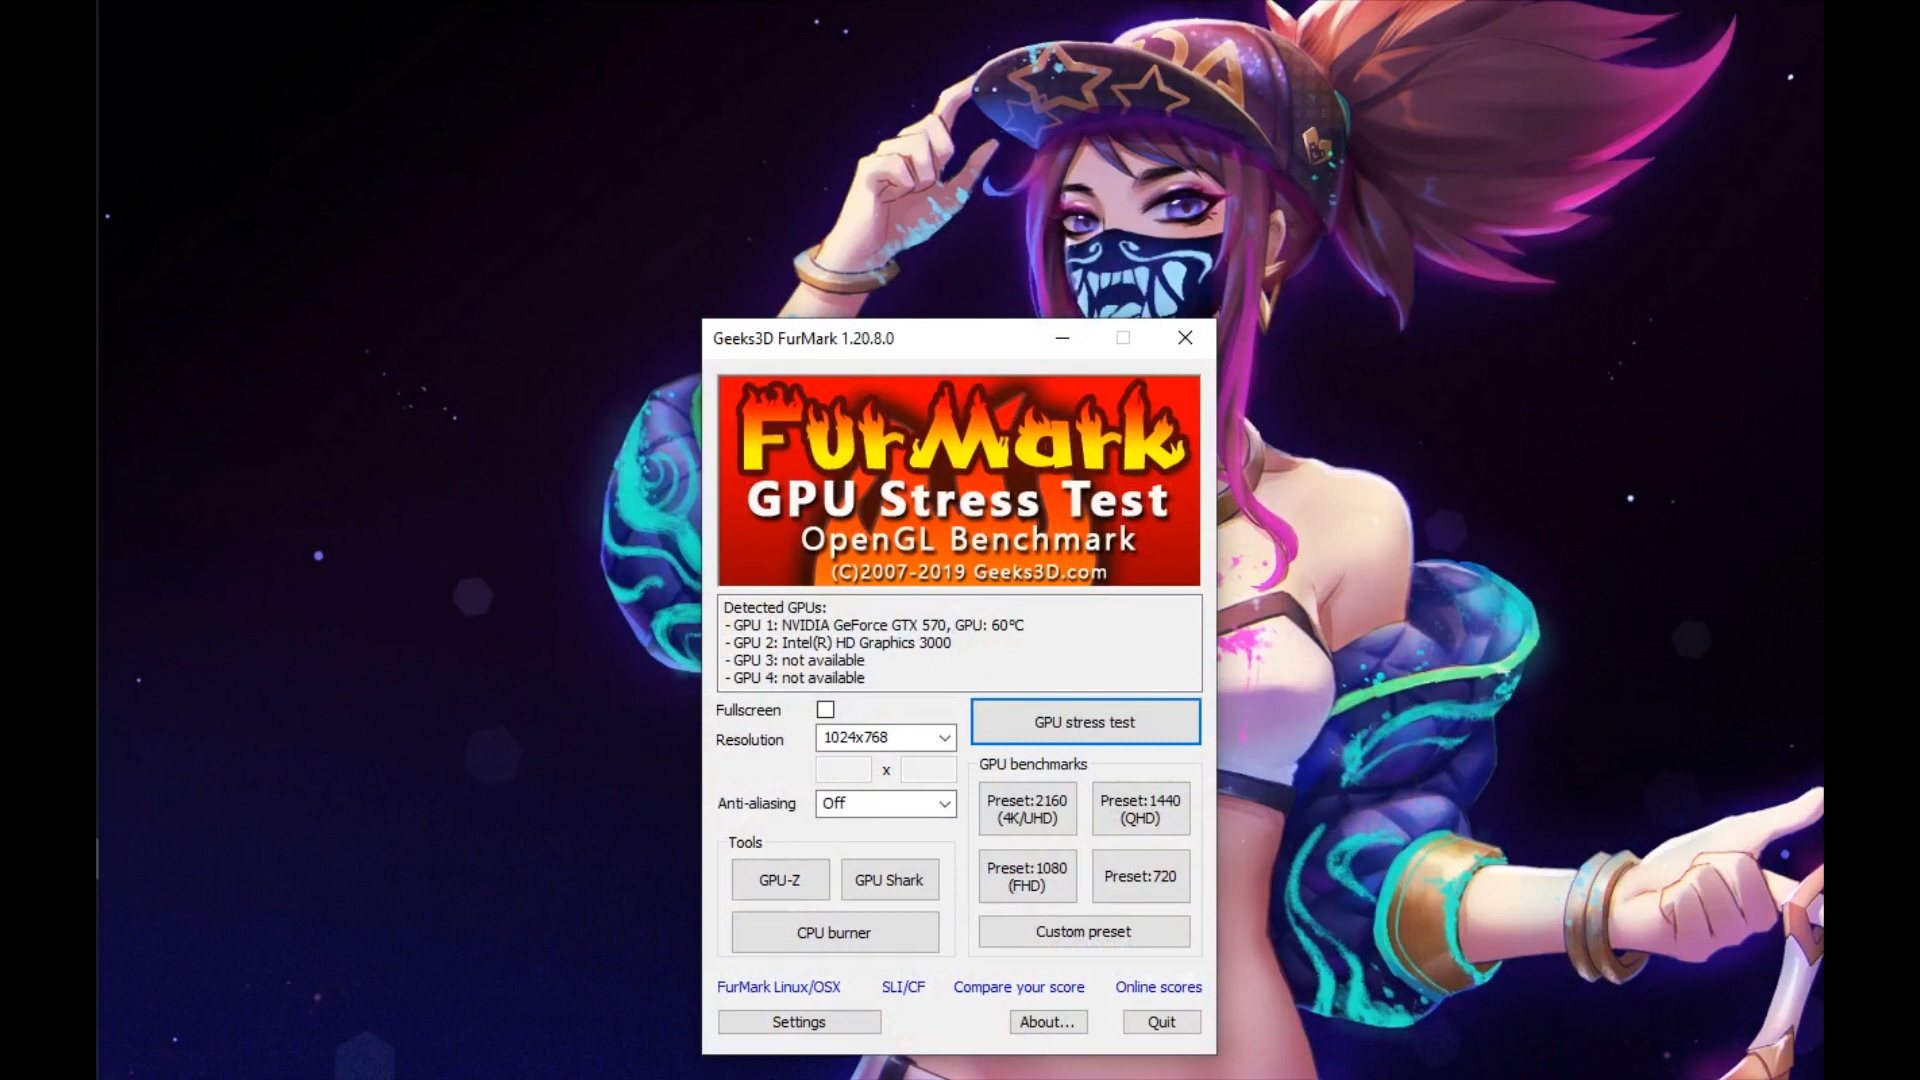 Geeks3D FurMark 1.20.8.0
FurMark
GPU Stress Test
OpenGL Benchmark
(C)2007-2019 Geeks3D.com
Detected GPUs:
- GPU 1: NVIDIA GeForce GTX 570, GPU: 60°C
- GPU 2: Intel(R) HD Graphics 3000
- GPU 3: not available
- GPU 4: not available
Fullscreen
Resolution
1024x768
x
Anti-aliasing
Off
GPU stress test
GPU benchmarks
Preset:2160
(4K/UHD)
Preset:1440
(QHD)
Preset:1080
(FHD)
Preset:720
Custom preset
Tools
GPU-Z
GPU Shark
CPU burner
FurMark Linux/OSX
SLI/CF
Compare your score
Online scores
Settings
About...
Quit